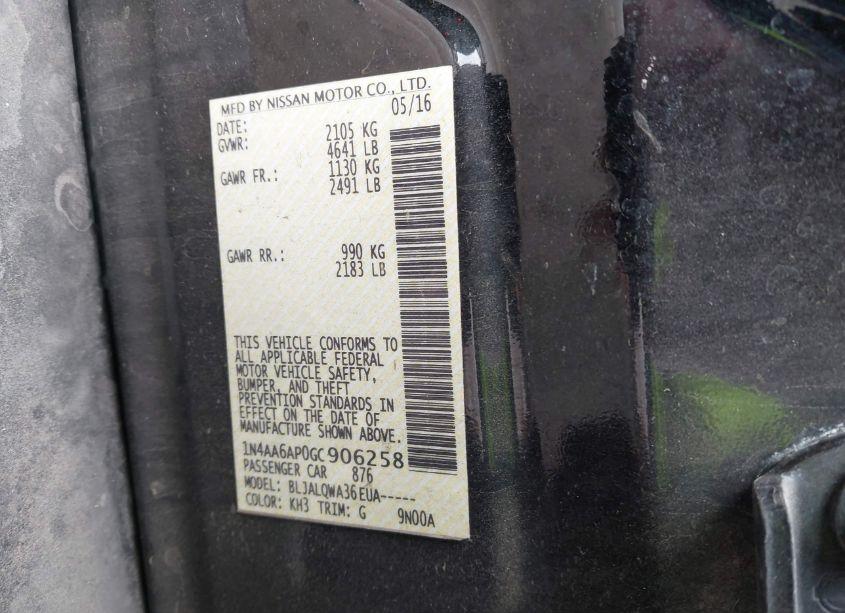 MFD BY NISSAN MOTOR CO., LTD.
DATE: 05/16
GVWR: 2105 KG
4641 LB
GAWR FR.: 1130 KG
2491 LB
GAWR RR.: 990 KG
2183 LB
THIS VEHICLE CONFORMS TO
ALL APPLICABLE FEDERAL
MOTOR VEHICLE SAFETY,
BUMPER, AND THEFT
PREVENTION STANDARDS IN
EFFECT ON THE DATE OF
MANUFACTURE SHOWN ABOVE.
1N4AA6AP0GC906258
PASSENGER CAR 876
MODEL: BLJALQWA36EUA-----
COLOR: KH3 TRIM: G 9N00A